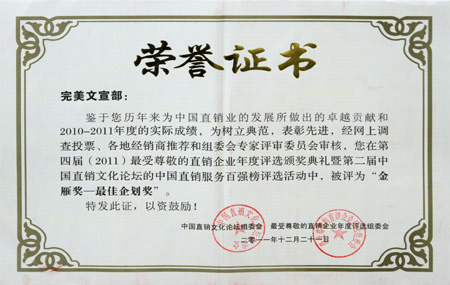 荣誉证书
完美文宣部：
鉴于您历年来为中国直销业的发展所做出的卓越贡献和
2010-2011年度的实际成绩，为树立典范，表彰先进，经网上调
查投票、各地经销商推荐和组委会专家评审委员会审核，您在第
四届（2011）最受尊敬的直销企业年度评选颁奖典礼暨第二届中
国直销文化论坛的中国直销服务百强榜评选活动中，被评为“金
雁奖—最佳企划奖”。
特发此证，以资鼓励！
中国直销文化论坛组委会 最受尊敬的直销企业年度评选组委会
二零一一年十二月二十一日